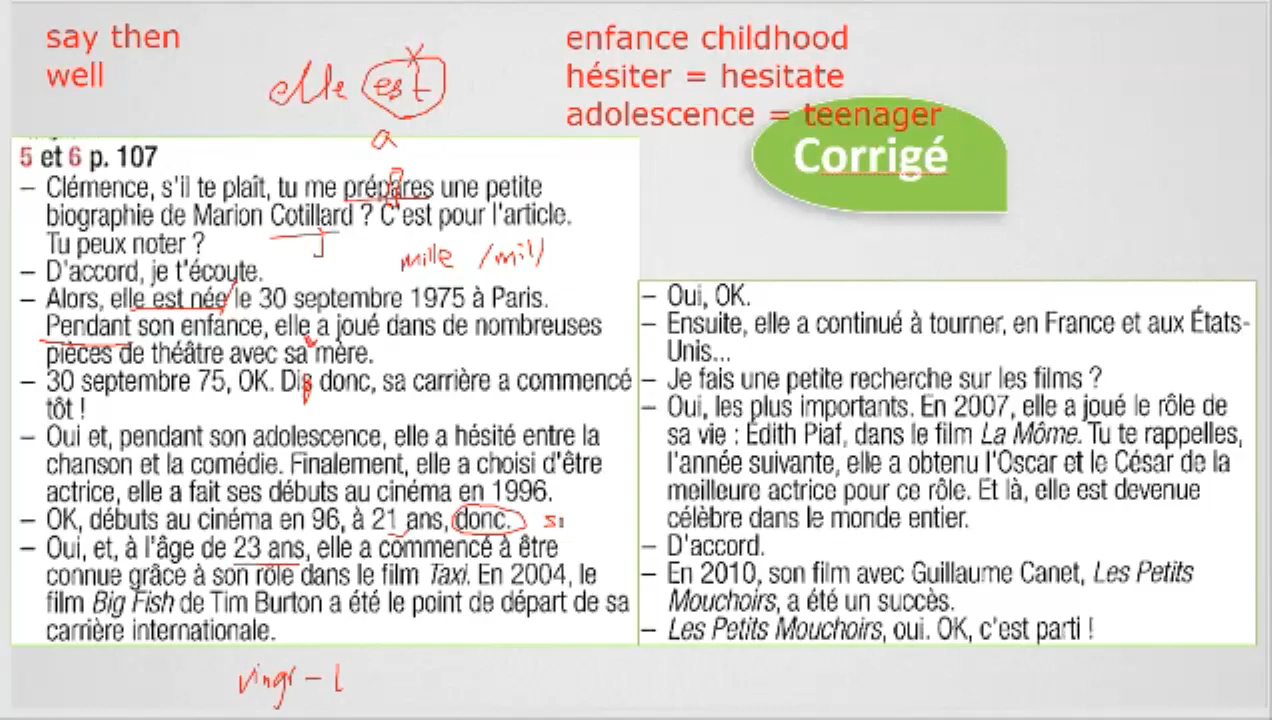 say then
well
enfance childhood
hésiter = hesitate
adolescence = teenager
elle est
a
Corrigé
5 et 6 p. 107
– Clémence, s'il te plaît, tu me prépares une petite
biographie de Marion Cotillard ? C'est pour l'article.
Tu peux noter ?
j
mille /mil/
– D'accord, je t'écoute.
– Alors, elle est née le 30 septembre 1975 à Paris.
Pendant son enfance, elle a joué dans de nombreuses
pièces de théâtre avec sa mère.
– 30 septembre 75, OK. Dis donc, sa carrière a commencé
tôt !
– Oui et, pendant son adolescence, elle a hésité entre la
chanson et la comédie. Finalement, elle a choisi d'être
actrice, elle a fait ses débuts au cinéma en 1996.
– OK, débuts au cinéma en 96, à 21 ans, donc. s
– Oui, et, à l'âge de 23 ans, elle a commencé à être
connue grâce à son rôle dans le film Taxi. En 2004, le
film Big Fish de Tim Burton a été le point de départ de sa
carrière internationale.
– Oui, OK.
– Ensuite, elle a continué à tourner, en France et aux États-
Unis...
– Je fais une petite recherche sur les films ?
– Oui, les plus importants. En 2007, elle a joué le rôle de
sa vie : Édith Piaf, dans le film La Môme. Tu te rappelles,
l'année suivante, elle a obtenu l'Oscar et le César de la
meilleure actrice pour ce rôle. Et là, elle est devenue
célèbre dans le monde entier.
– D'accord.
– En 2010, son film avec Guillaume Canet, Les Petits
Mouchoirs, a été un succès.
– Les Petits Mouchoirs, oui. OK, c'est parti !